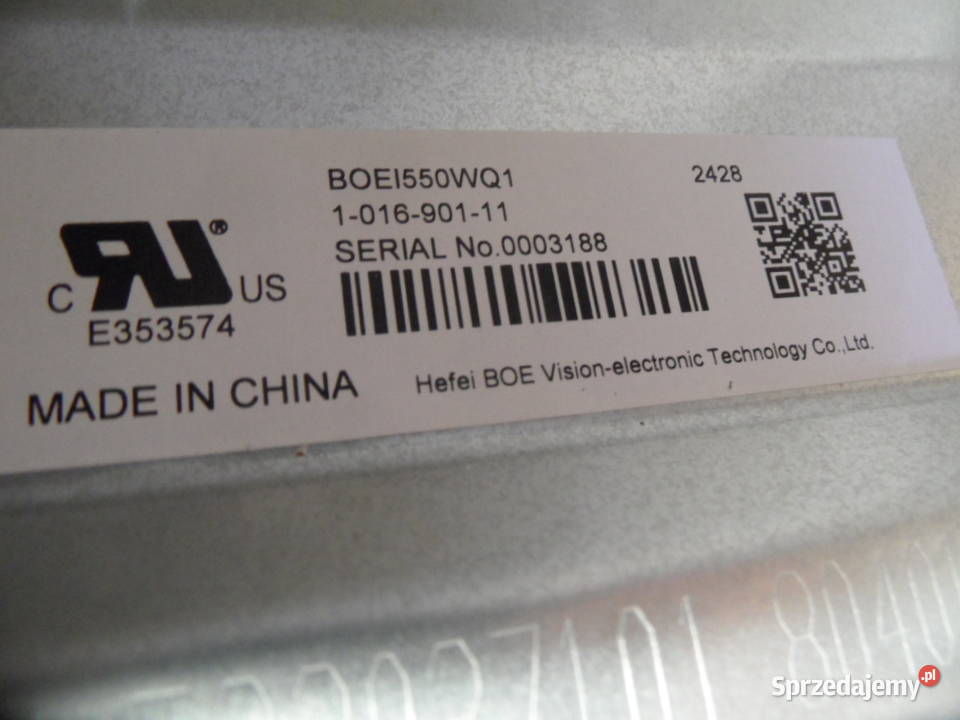 BOEI550WQ1
2428
1-016-901-11
SERIAL No.0003188
C RU® US
E353574
MADE IN CHINA
Hefei BOE Vision-electronic Technology Co.,Ltd.
Sprzedajemy.pl